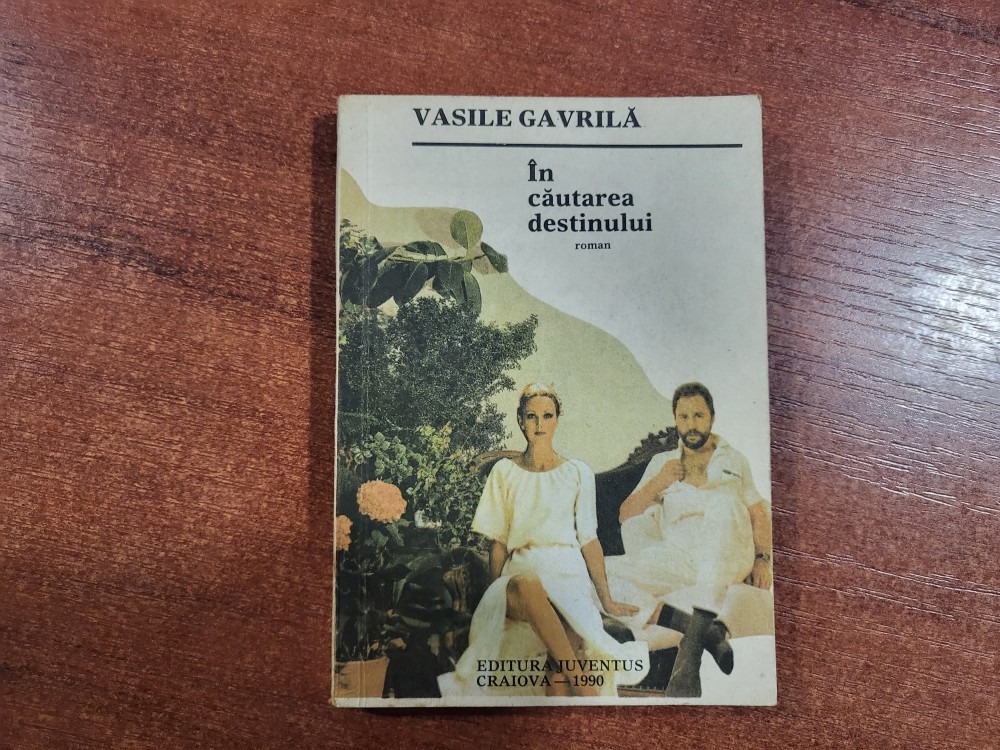 VASILE GAVRILĂ
În
căutarea
destinului
roman
EDITURA JUVENTUS
CRAIOVA — 1990